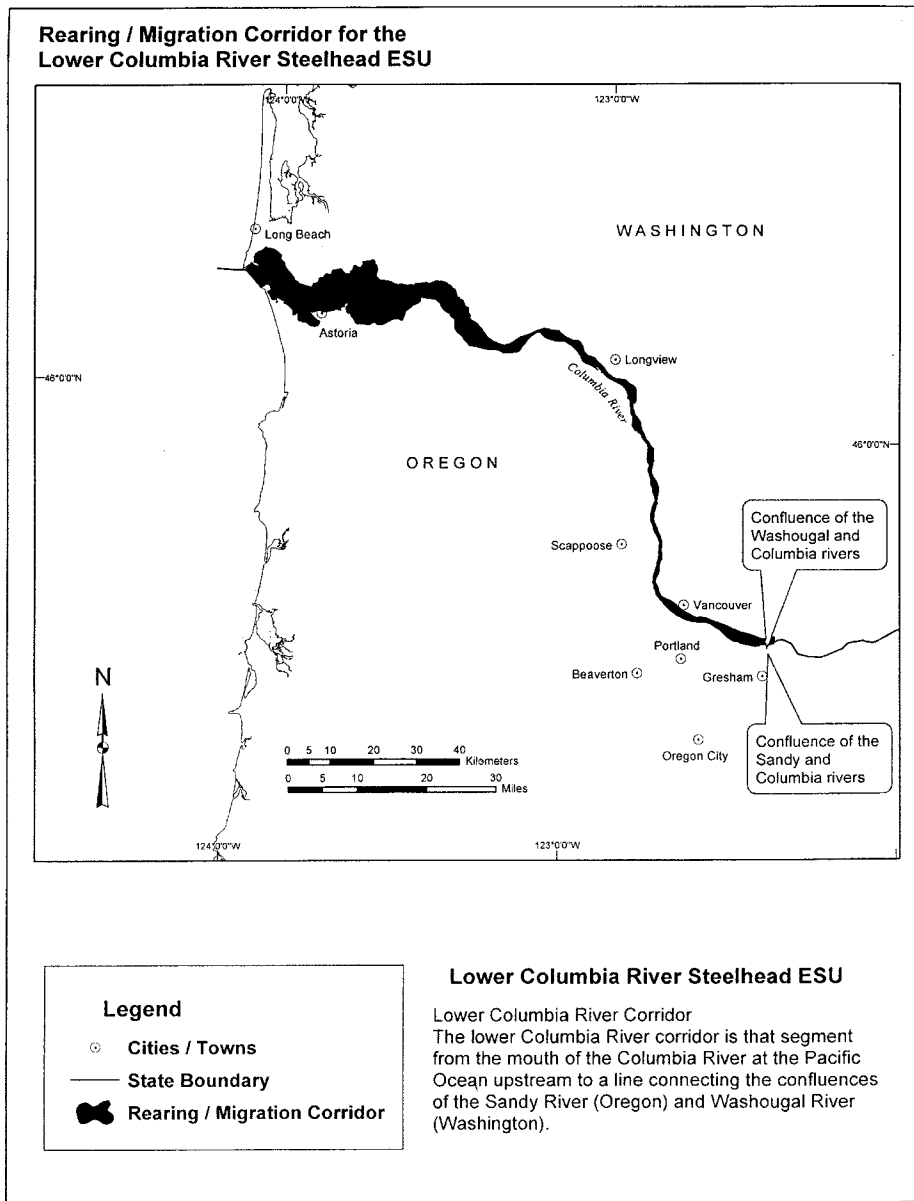 Rearing / Migration Corridor for the
Lower Columbia River Steelhead ESU
124°0'0"W
123°0'0"W
Long Beach
WASHINGTON
Astoria
Longview
Columbia River
46°0'0"N
46°0'0"N
OREGON
Confluence of the
Washougal and
Columbia rivers
Scappoose
Vancouver
Portland
Beaverton
Gresham
N
Confluence of the
Sandy and
Columbia rivers
Oregon City
0 5 10 20 30 40
Kilometers
0 5 10 20 30
Miles
124°0'0"W
123°0'0"W
Legend
Cities / Towns
State Boundary
Rearing / Migration Corridor
Lower Columbia River Steelhead ESU
Lower Columbia River Corridor
The lower Columbia River corridor is that segment
from the mouth of the Columbia River at the Pacific
Ocean upstream to a line connecting the confluences
of the Sandy River (Oregon) and Washougal River
(Washington).